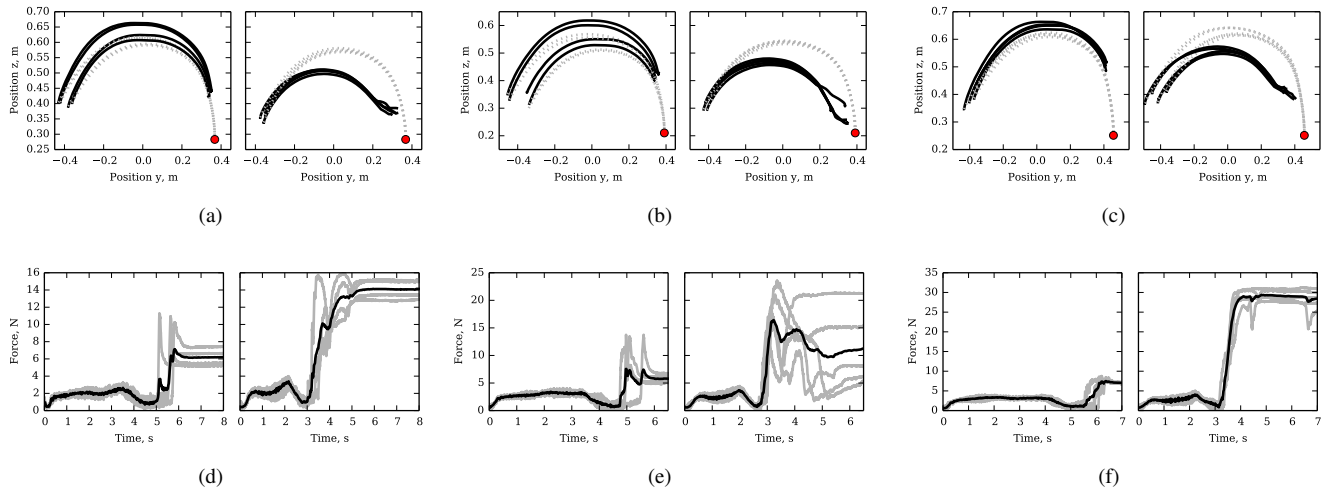 0.70
0.65
0.60
0.55
0.50
0.45
0.40
0.35
0.30
0.25
Position z, m
−0.4 −0.2 0.0 0.2 0.4
Position y, m
−0.4 −0.2 0.0 0.2 0.4
Position y, m
(a)
0.6
0.5
0.4
0.3
0.2
Position z, m
−0.4 −0.2 0.0 0.2 0.4
Position y, m
−0.4 −0.2 0.0 0.2 0.4
Position y, m
(b)
0.7
0.6
0.5
0.4
0.3
0.2
Position z, m
−0.4 −0.2 0.0 0.2 0.4
Position y, m
−0.4 −0.2 0.0 0.2 0.4
Position y, m
(c)
16
14
12
10
8
6
4
2
0
Force, N
0 1 2 3 4 5 6 7 8
Time, s
0 1 2 3 4 5 6 7 8
Time, s
(d)
25
20
15
10
5
0
Force, N
0 1 2 3 4 5 6
Time, s
0 1 2 3 4 5 6
Time, s
(e)
35
30
25
20
15
10
5
0
Force, N
0 1 2 3 4 5 6 7
Time, s
0 1 2 3 4 5 6 7
Time, s
(f)